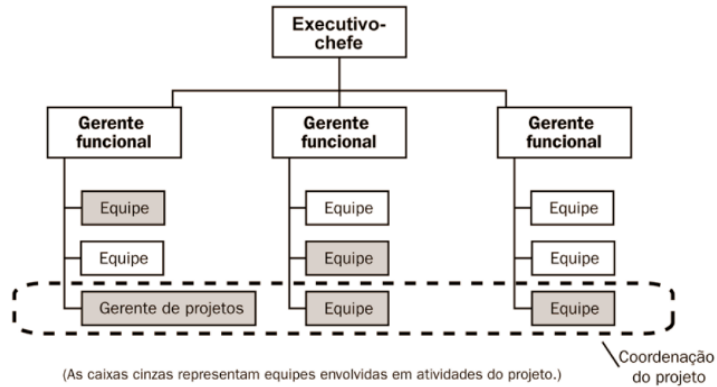 Executivo-
chefe
Gerente
funcional
Gerente
funcional
Gerente
funcional
Equipe
Equipe
Equipe
Equipe
Equipe
Equipe
Gerente de projetos
Equipe
Equipe
(As caixas cinzas representam equipes envolvidas em atividades do projeto.)
Coordenação
do projeto